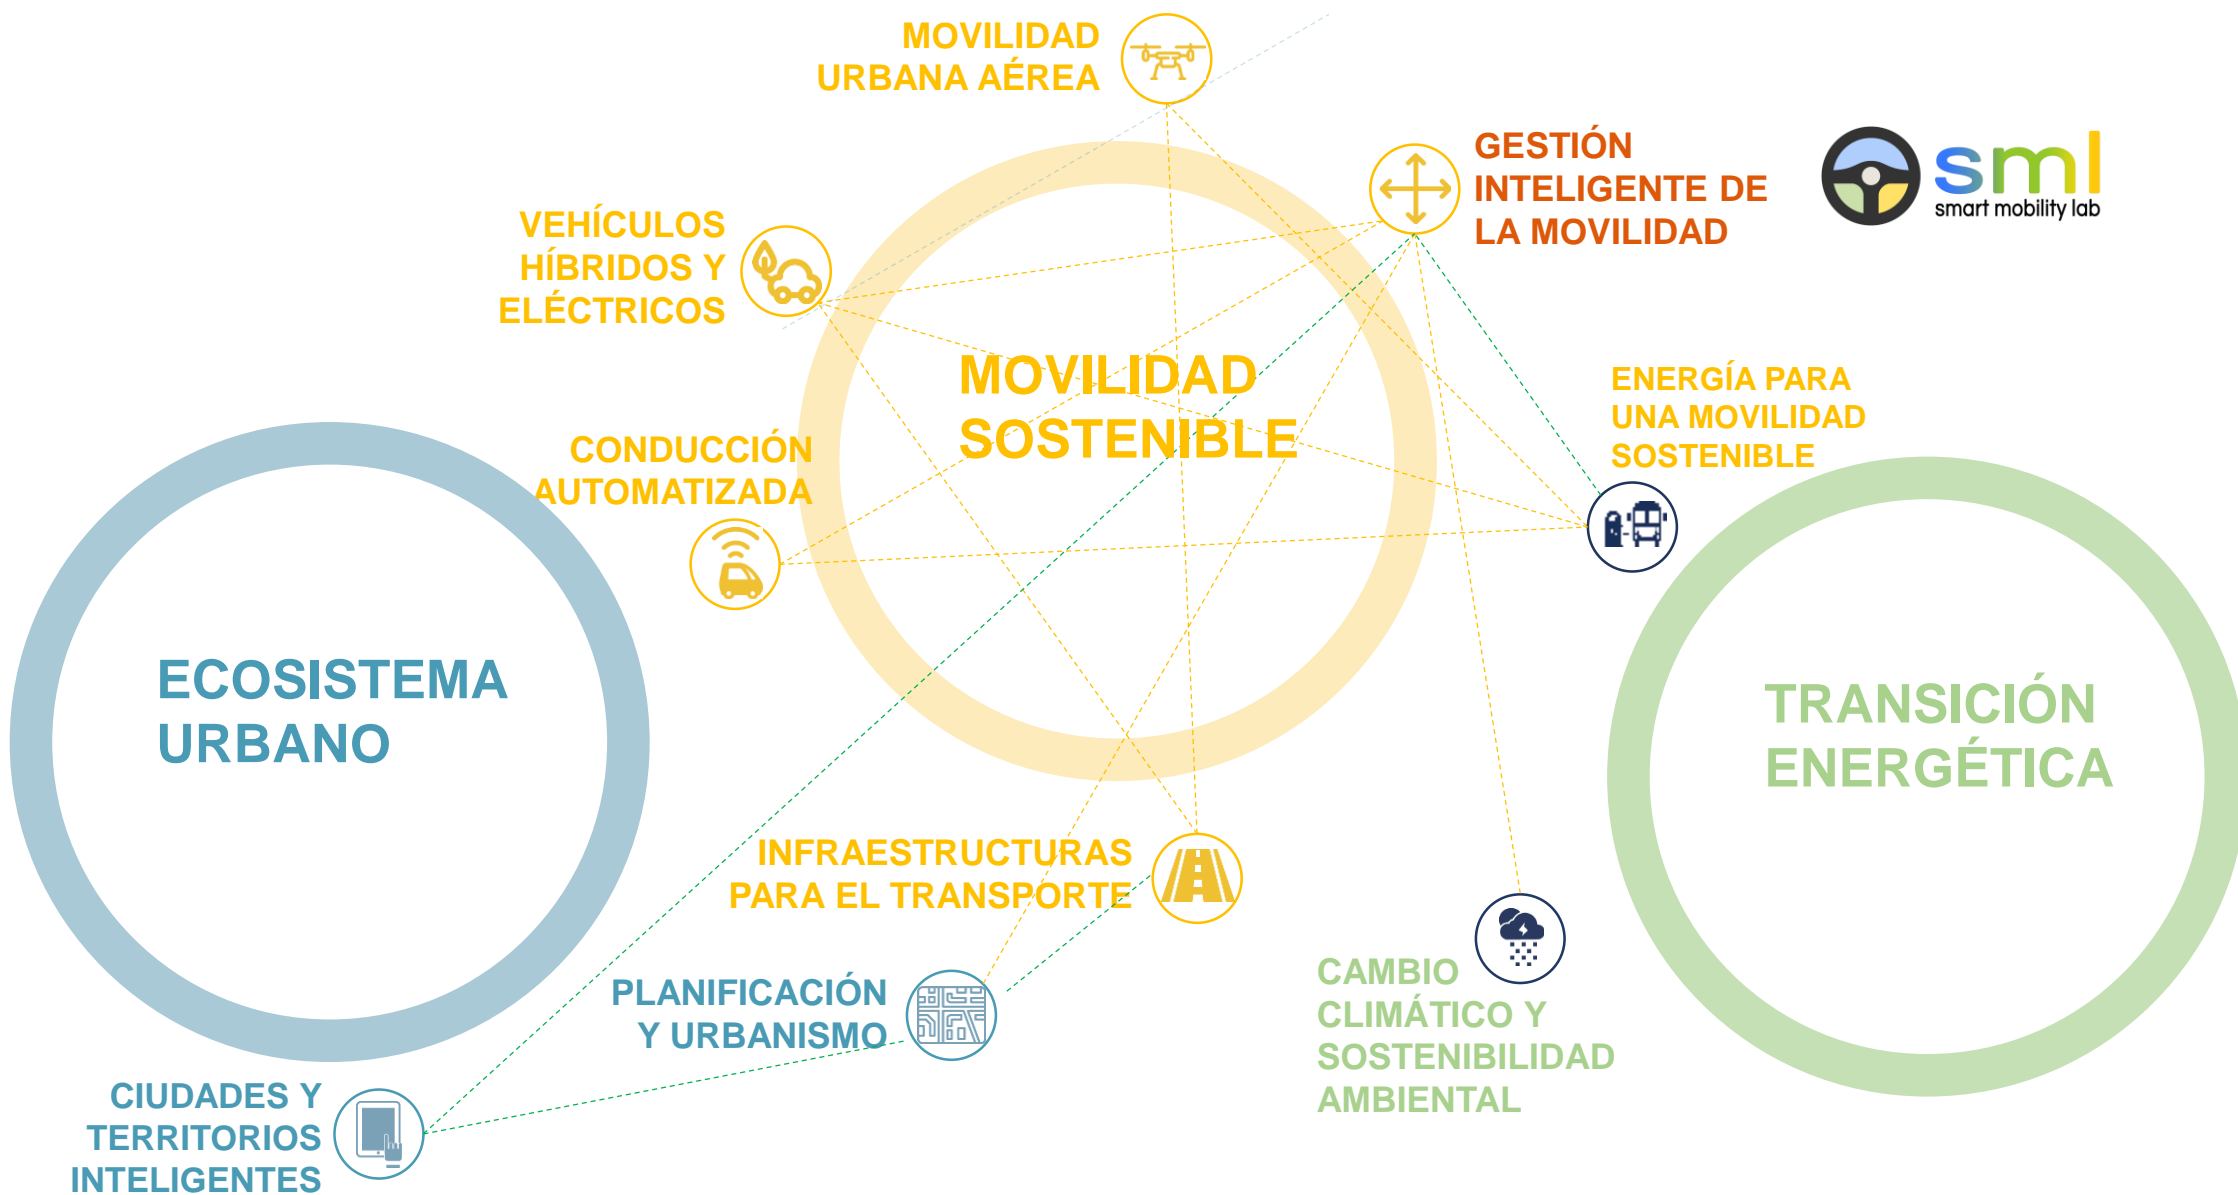 MOVILIDAD
URBANA AÉREA
GESTIÓN
INTELIGENTE DE
LA MOVILIDAD
sml
smart mobility lab
VEHÍCULOS
HÍBRIDOS Y
ELÉCTRICOS
MOVILIDAD
SOSTENIBLE
ENERGÍA PARA
UNA MOVILIDAD
SOSTENIBLE
CONDUCCIÓN
AUTOMATIZADA
ECOSISTEMA
URBANO
TRANSICIÓN
ENERGÉTICA
INFRAESTRUCTURAS
PARA EL TRANSPORTE
PLANIFICACIÓN
Y URBANISMO
CAMBIO
CLIMÁTICO Y
SOSTENIBILIDAD
AMBIENTAL
CIUDADES Y
TERRITORIOS
INTELIGENTES